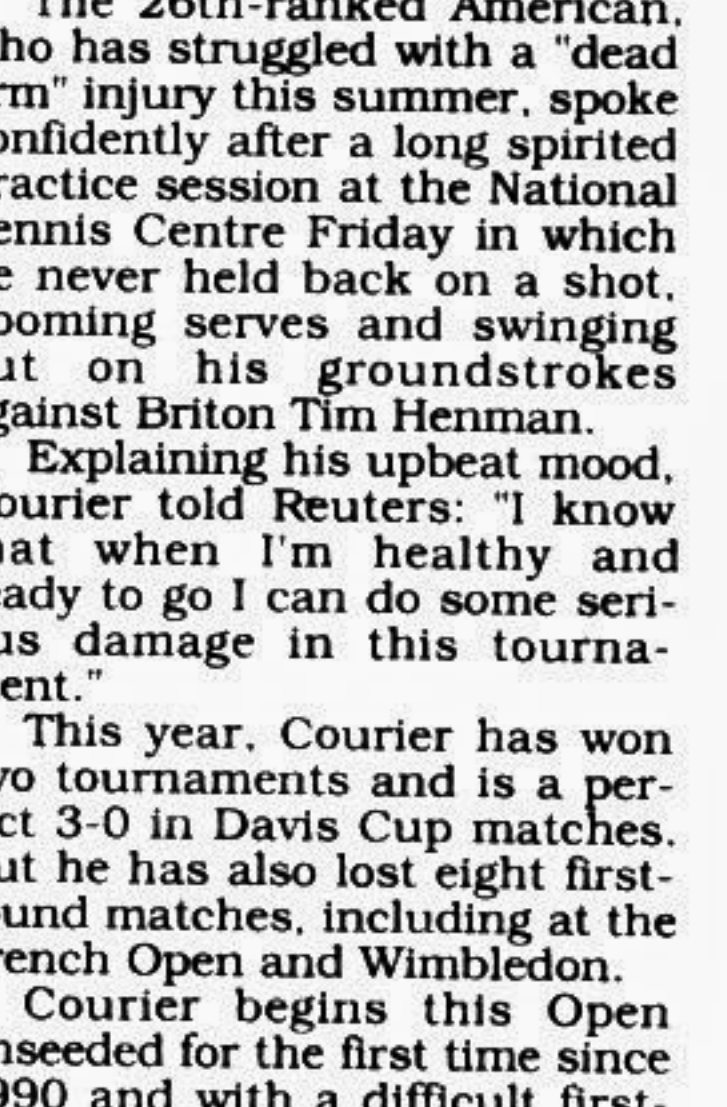 The 26th-ranked American,
ho has struggled with a "dead
rm" injury this summer, spoke
onfidently after a long spirited
ractice session at the National
ennis Centre Friday in which
e never held back on a shot,
ooming serves and swinging
ut on his groundstrokes
gainst Briton Tim Henman.
Explaining his upbeat mood,
ourier told Reuters: "I know
hat when I'm healthy and
eady to go I can do some seri-
us damage in this tourna-
ent."
This year, Courier has won
vo tournaments and is a per-
ct 3-0 in Davis Cup matches,
ut he has also lost eight first-
ound matches, including at the
rench Open and Wimbledon.
Courier begins this Open
nseeded for the first time since
990 and with a difficult first-